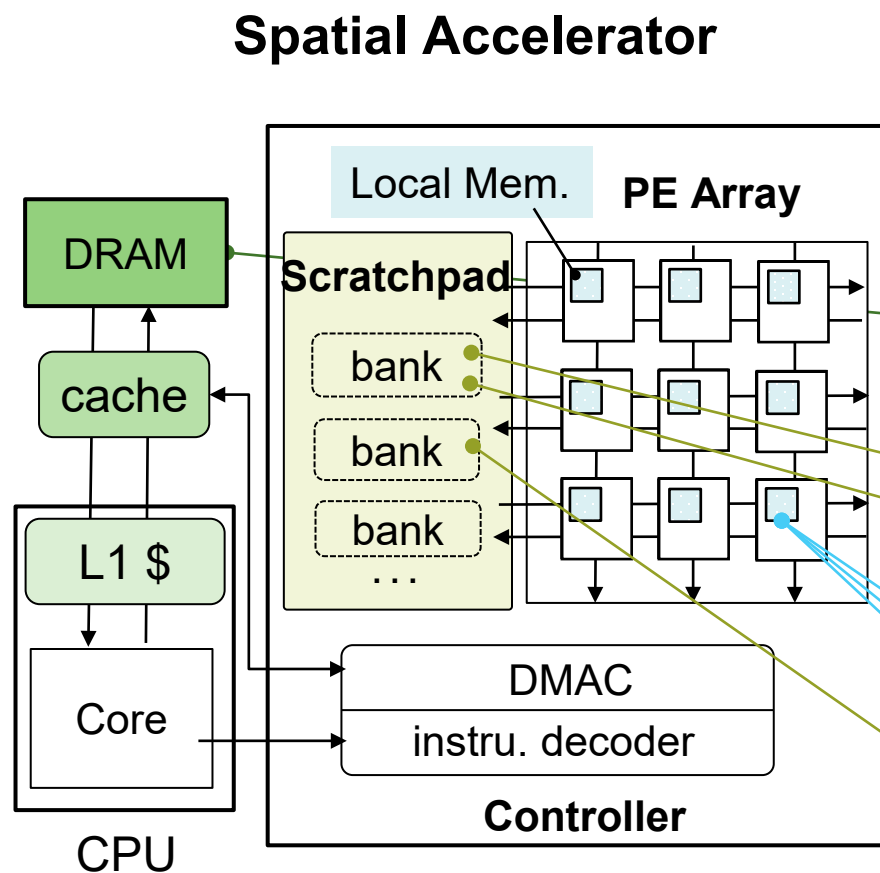 Spatial Accelerator
Local Mem.
PE Array
DRAM
Scratchpad
bank
cache
bank
bank
...
L1 $
Core
DMAC
instru. decoder
Controller
CPU